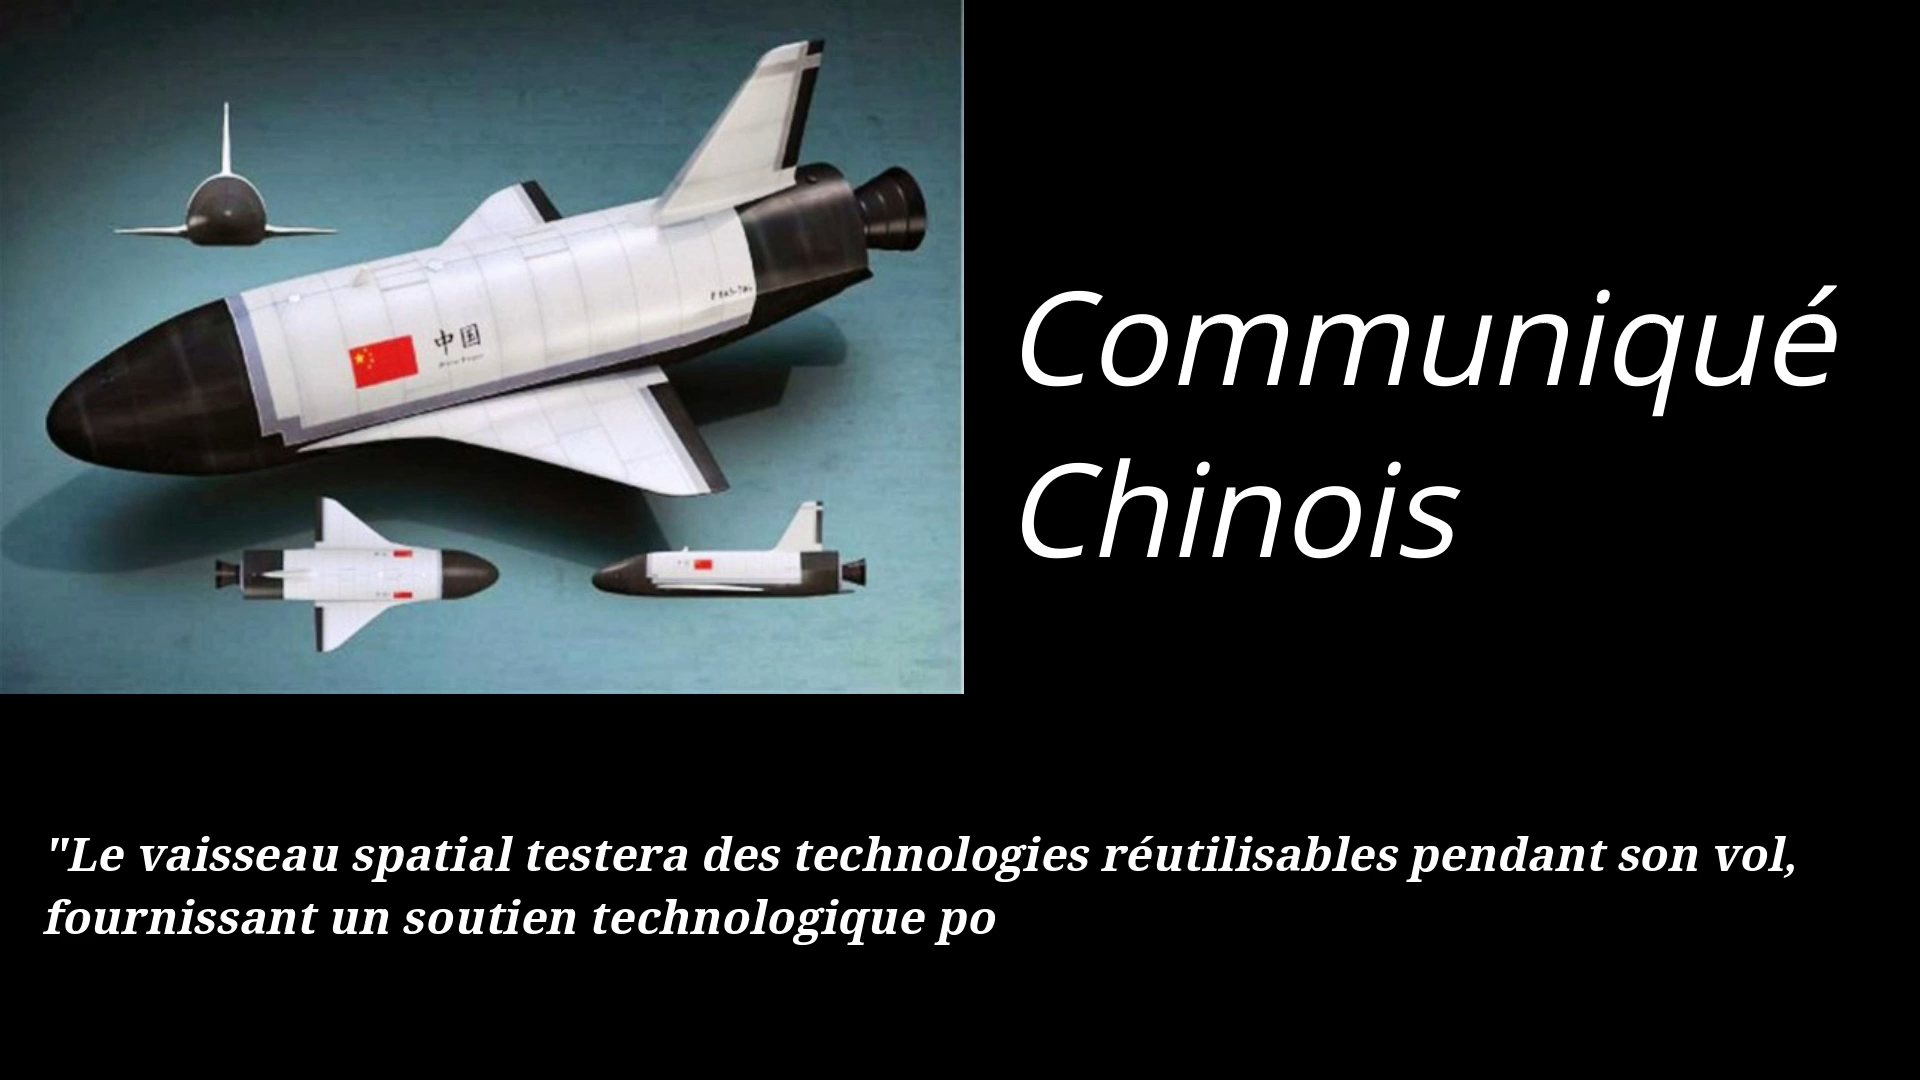 中国
Communiqué
Chinois
"Le vaisseau spatial testera des technologies réutilisables pendant son vol,
fournissant un soutien technologique po